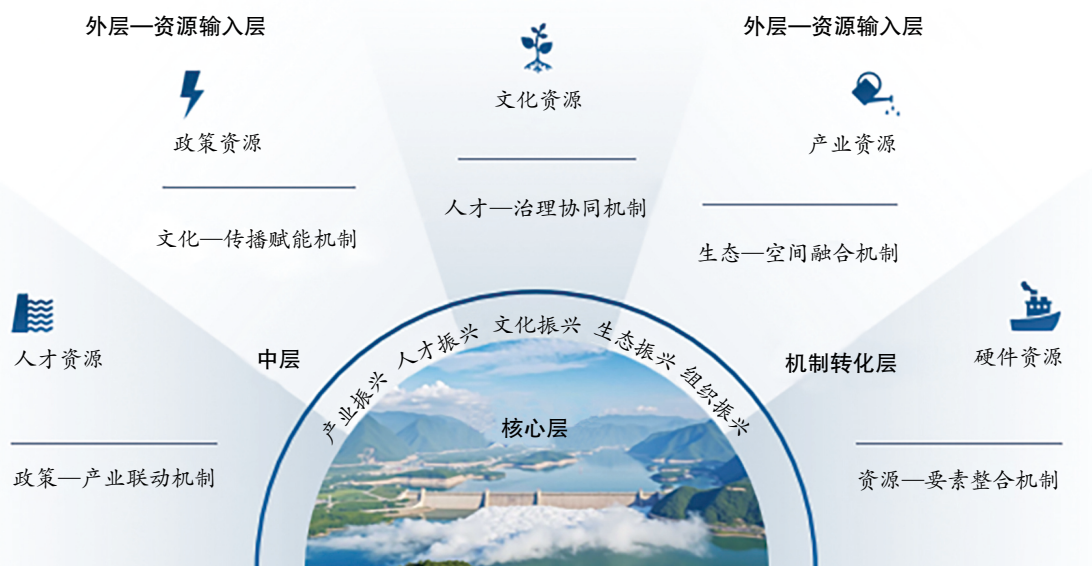 外层—资源输入层
外层—资源输入层
文化资源
政策资源
产业资源
人才—治理协同机制
文化—传播赋能机制
生态—空间融合机制
人才资源
中层
机制转化层
硬件资源
产业振兴
人才振兴
文化振兴
生态振兴
组织振兴
核心层
政策—产业联动机制
资源—要素整合机制